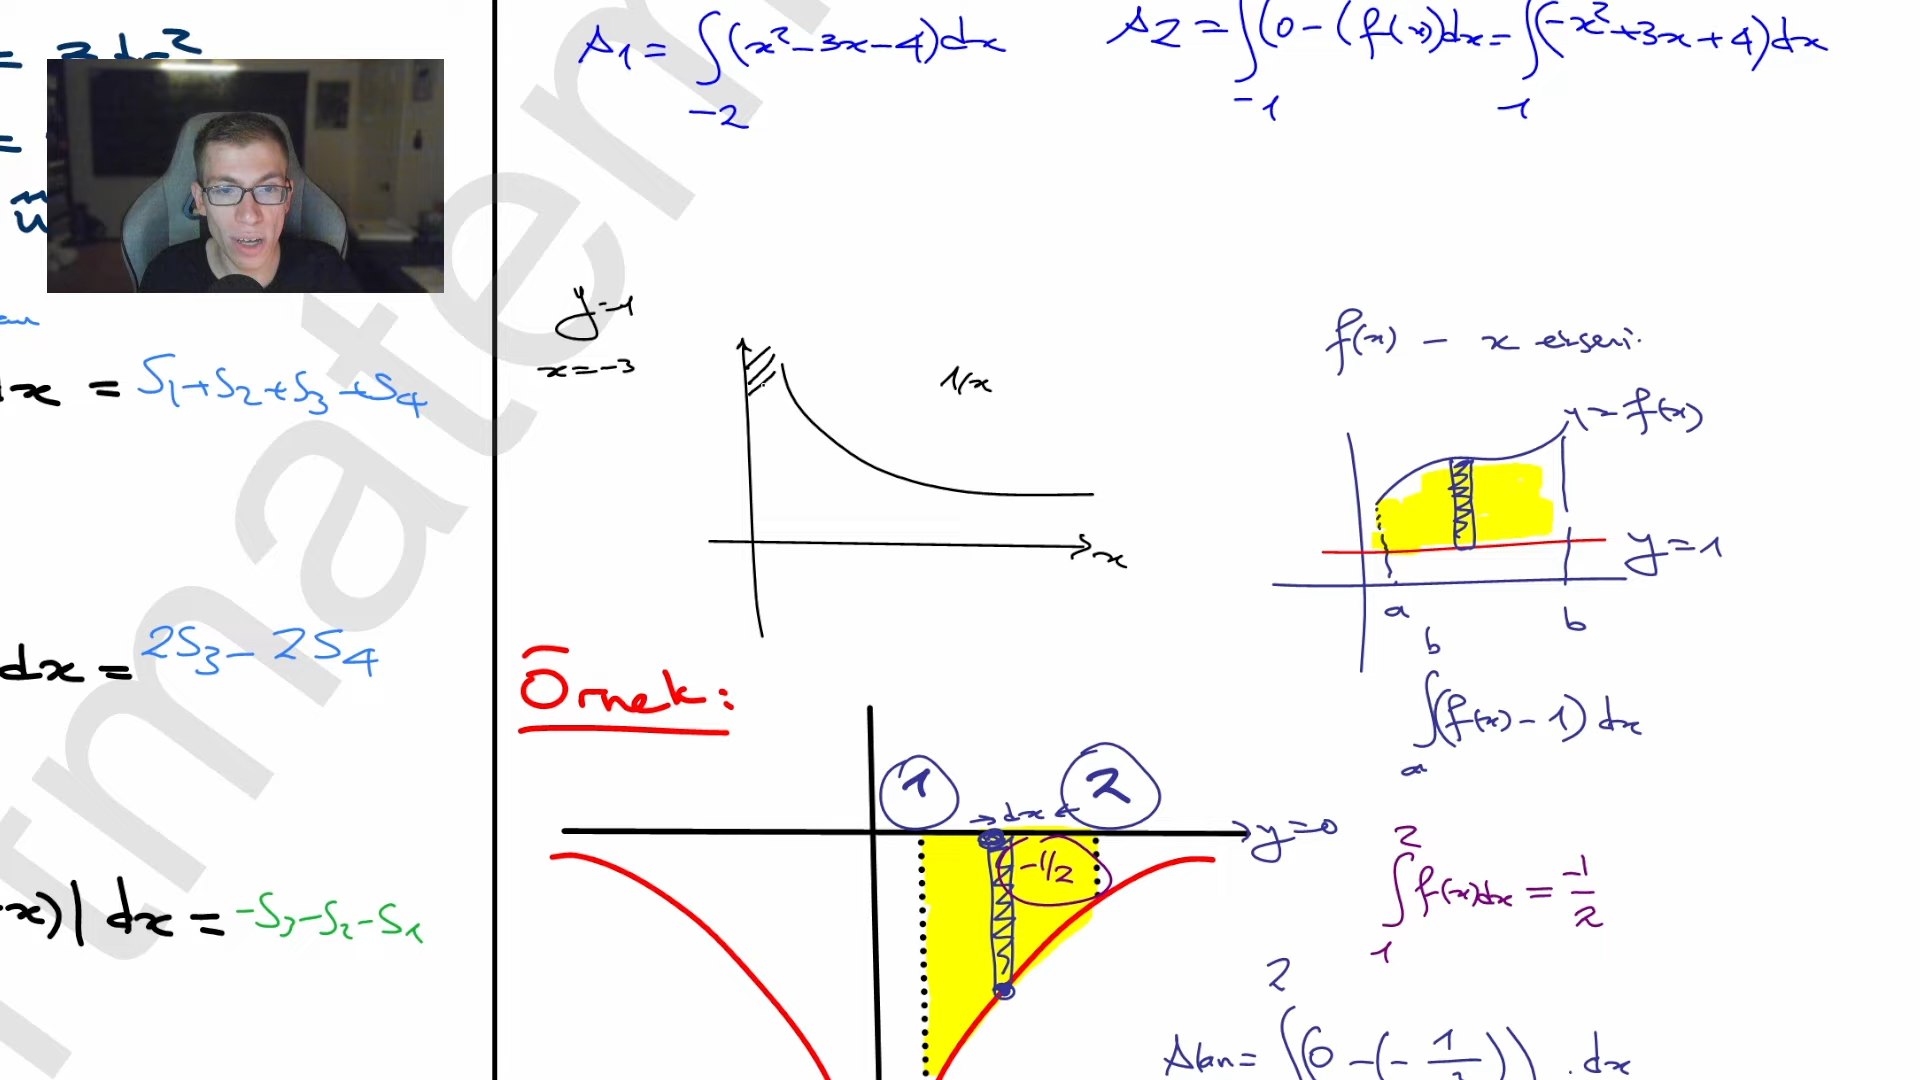 A1 = ∫(x²-3x-4)dx
-2
A2 = ∫(0-(f(x))dx = ∫(-x²+3x+4)dx
-1
-1
y=-1
x=-3
1/x
x
f(x) - x ekseni.
y=f(x)
y=1
a
b
b
∫(f(x)-1)dx
a
dx = S1+S2+S3+S4
dx = 2S3-2S4
x)| dx = -S3-S2-S1
Örnek:
1
dx
2
y=0
-1/2
2
∫f(x)dx = -1/2
1
2
Alan = ∫(0-(-1
)) . dx
rmatem